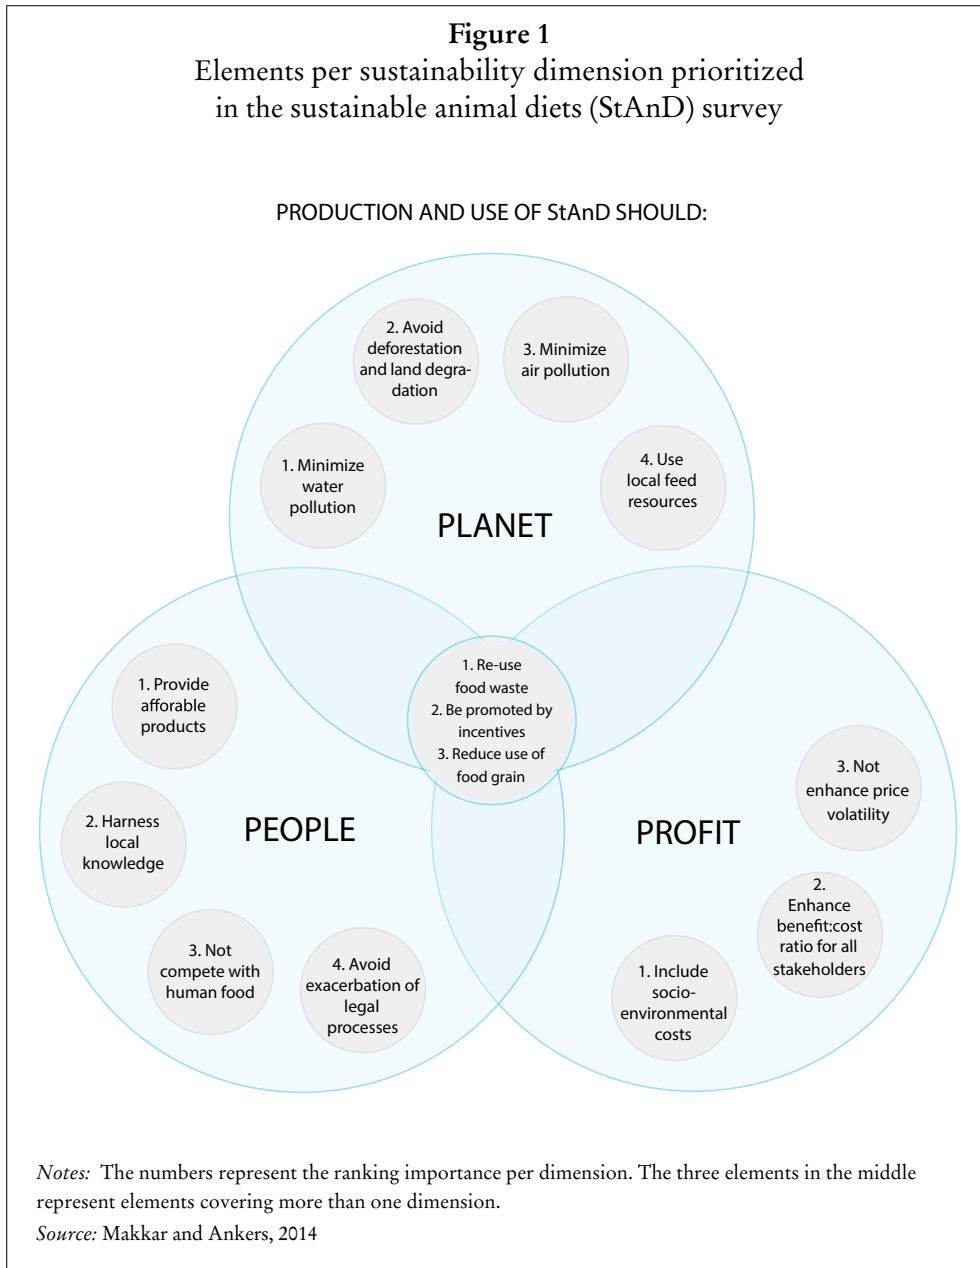 Figure 1
Elements per sustainability dimension prioritized
in the sustainable animal diets (StAnD) survey
PRODUCTION AND USE OF StAnD SHOULD:
2. Avoid
deforestation
and land degra-
dation
3. Minimize
air pollution
1. Minimize
water
pollution
4. Use
local feed
resources
PLANET
1. Re-use
food waste
2. Be promoted by
incentives
3. Reduce use of
food grain
1. Provide
afforable
products
2. Harness
local
knowledge
PEOPLE
3. Not
compete with
human food
4. Avoid
exacerbation of
legal
processes
PROFIT
3. Not
enhance price
volatility
2.
Enhance
benefit:cost
ratio for all
stakeholders
1. Include
socio-
environmental
costs
Notes: The numbers represent the ranking importance per dimension. The three elements in the middle
represent elements covering more than one dimension.
Source: Makkar and Ankers, 2014